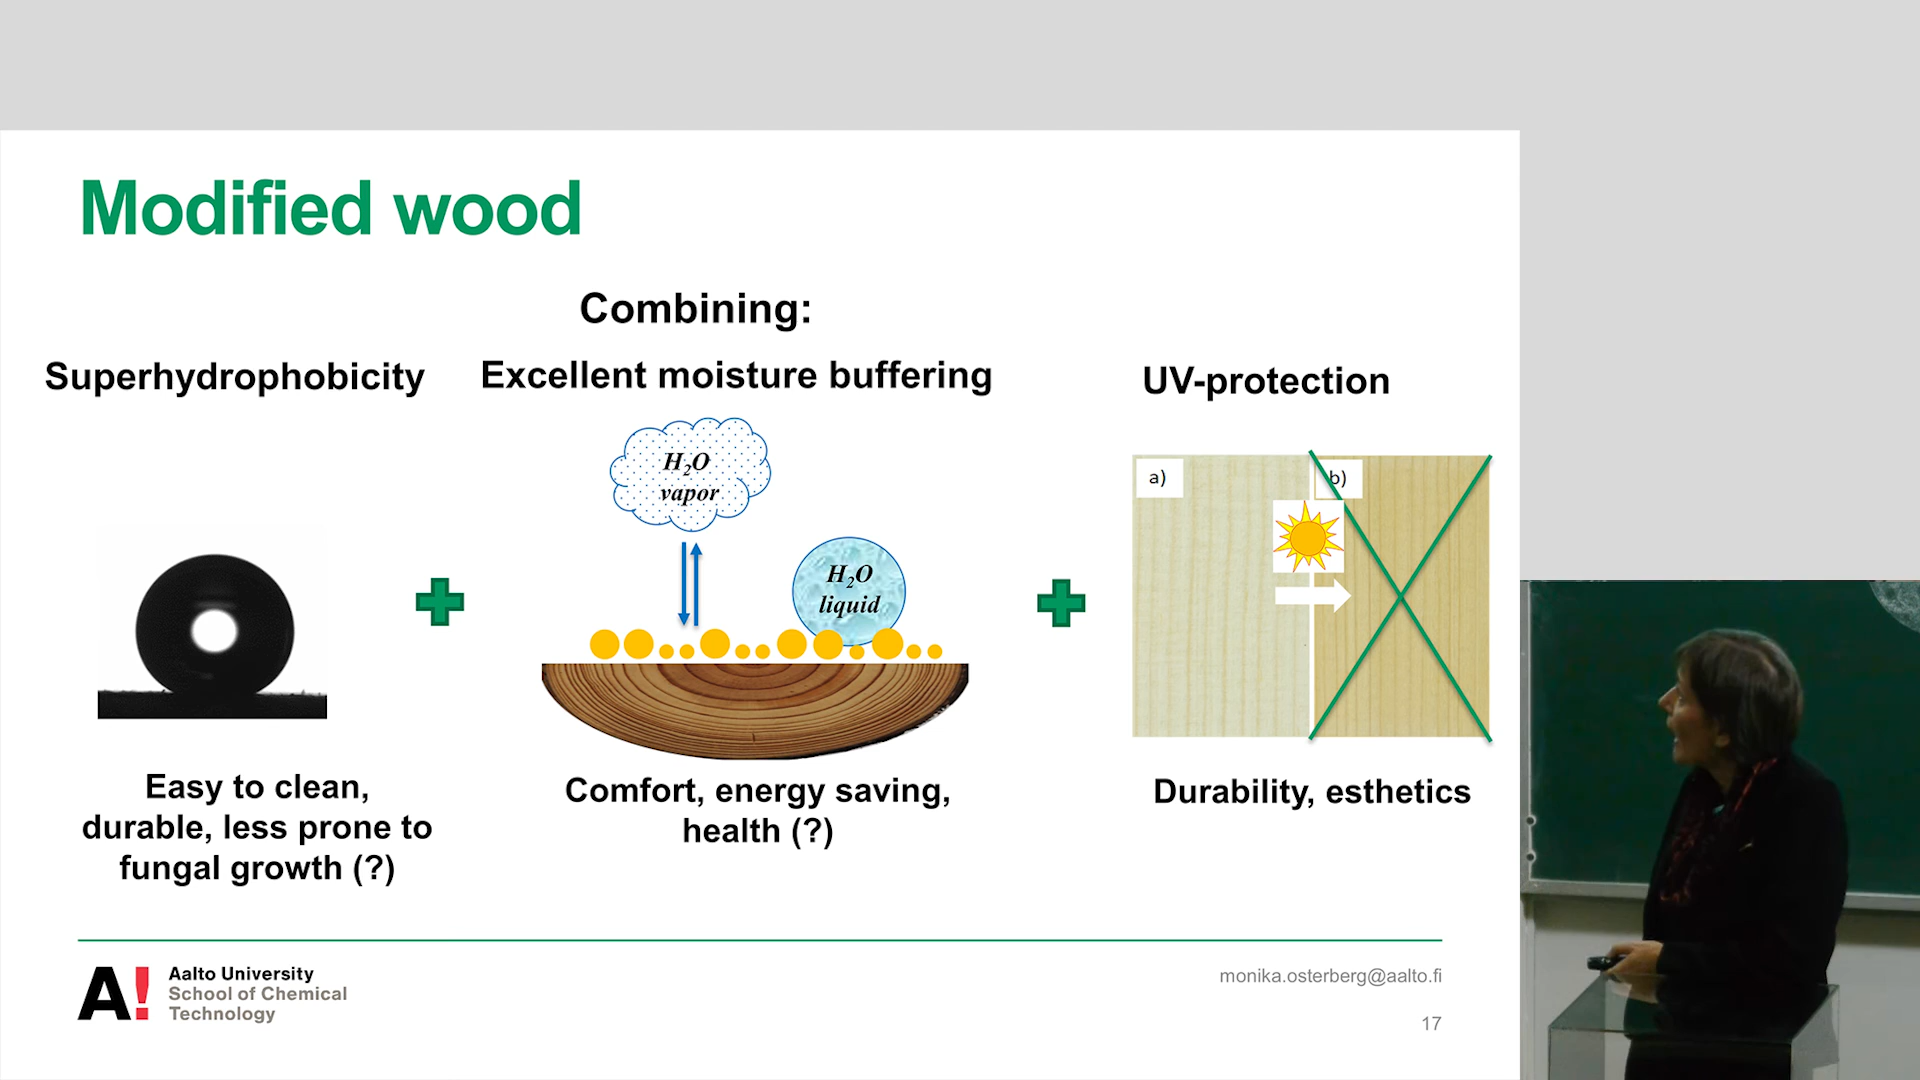 Modified wood
Combining:
Superhydrophobicity
Excellent moisture buffering
UV-protection
H₂O
vapor
H₂O
liquid
a)
b)
Easy to clean,
durable, less prone to
fungal growth (?)
Comfort, energy saving,
health (?)
Durability, esthetics
A!
Aalto University
School of Chemical
Technology
monika.osterberg@aalto.fi
17